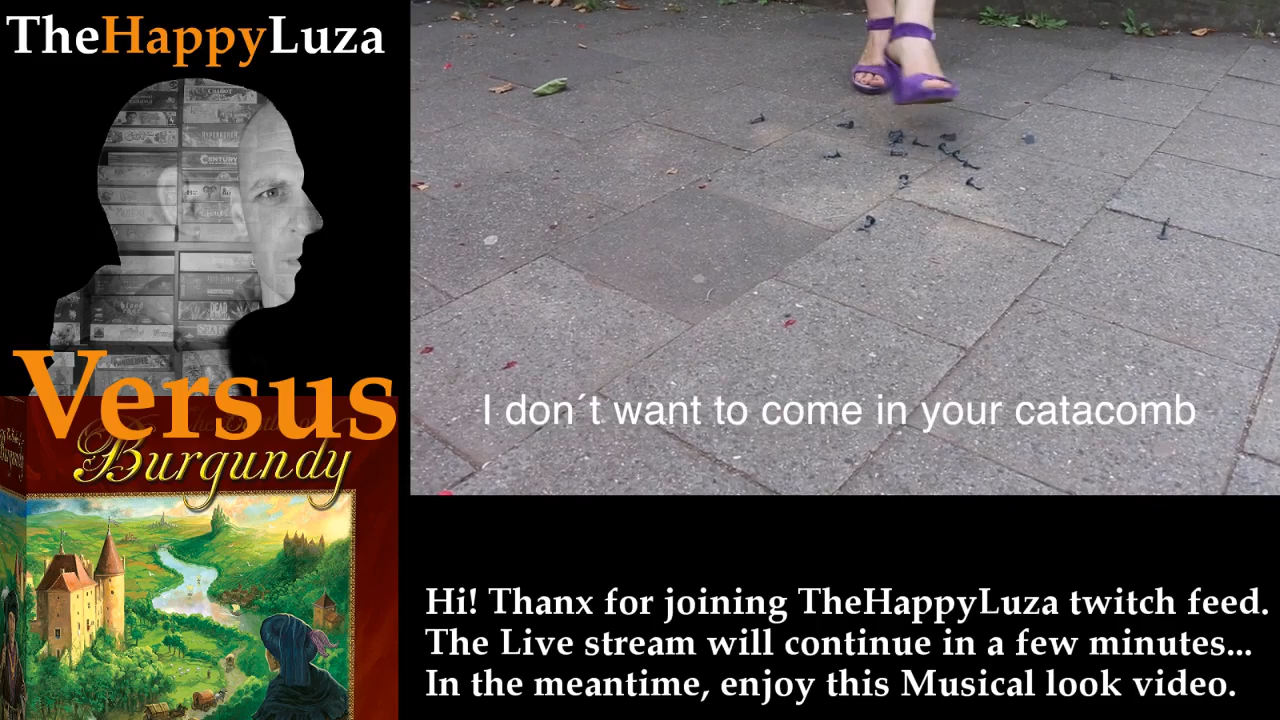 TheHappyLuza
CENTURY
Versus
Burgundy
I don´t want to come in your catacomb
Hi! Thanx for joining TheHappyLuza twitch feed.
The Live stream will continue in a few minutes...
In the meantime, enjoy this Musical look video.